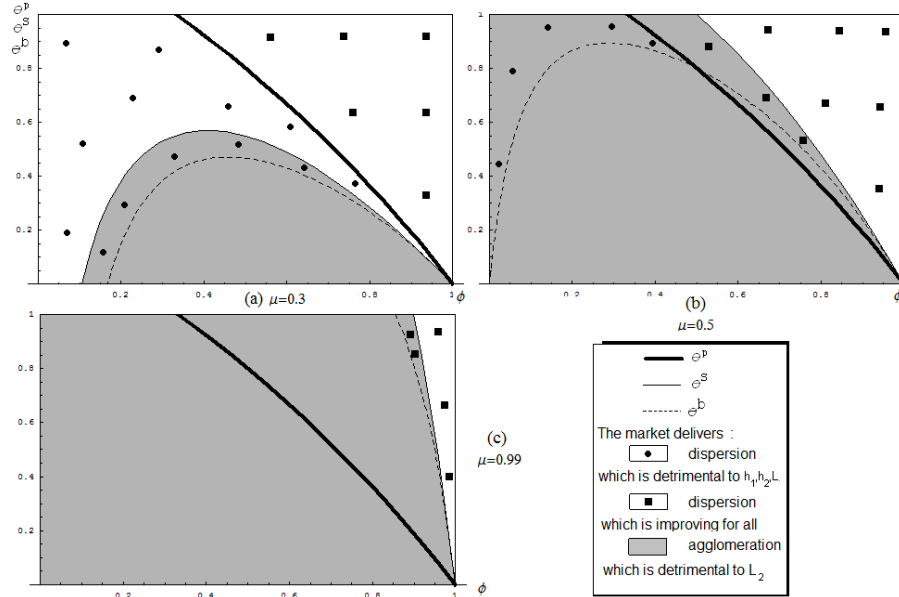 Θᵖ
Θˢ
Θᵇ
1
0.8
0.6
0.4
0.2
0.2
0.4
0.6
0.8
1
ϕ
(a) μ=0.3
1
0.8
0.6
0.4
0.2
0.2
0.4
0.6
0.8
ϕ
(b)
μ=0.5
1
0.8
0.6
0.4
0.2
0.2
0.4
0.6
0.8
1
ϕ
(c)
μ=0.99
Θᵖ
Θˢ
Θᵇ
The market delivers :
dispersion
which is detrimental to h₁,h₂,L
dispersion
which is improving for all
agglomeration
which is detrimental to L₂